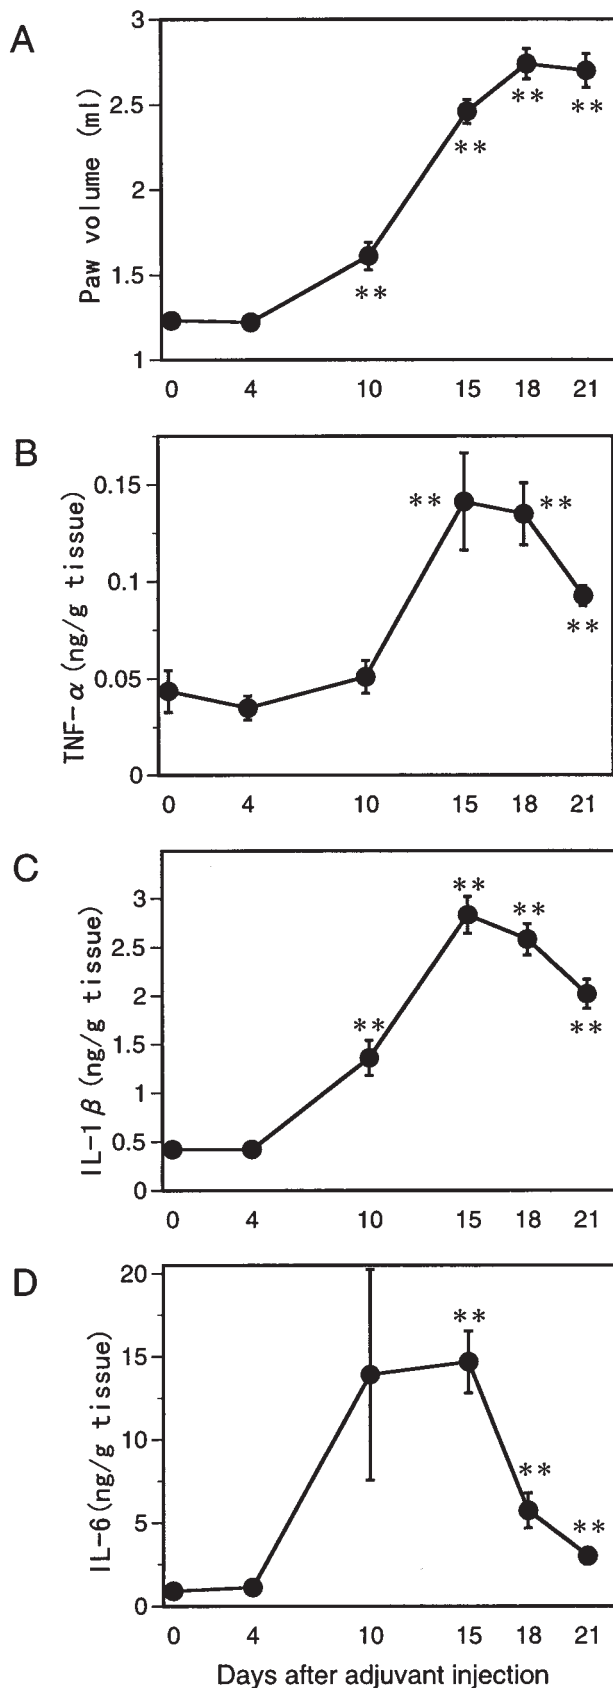 A
Paw volume (ml)
3
2.5
2
1.5
1
**
**
**
**
0 4 10 15 18 21
B
TNF-α (ng/g tissue)
0.15
0.1
0.05
0
**
**
**
0 4 10 15 18 21
C
IL-1β (ng/g tissue)
3
2.5
2
1.5
1
0.5
0
**
**
**
**
0 4 10 15 18 21
D
IL-6 (ng/g tissue)
20
15
10
5
0
**
**
**
0 4 10 15 18 21
Days after adjuvant injection